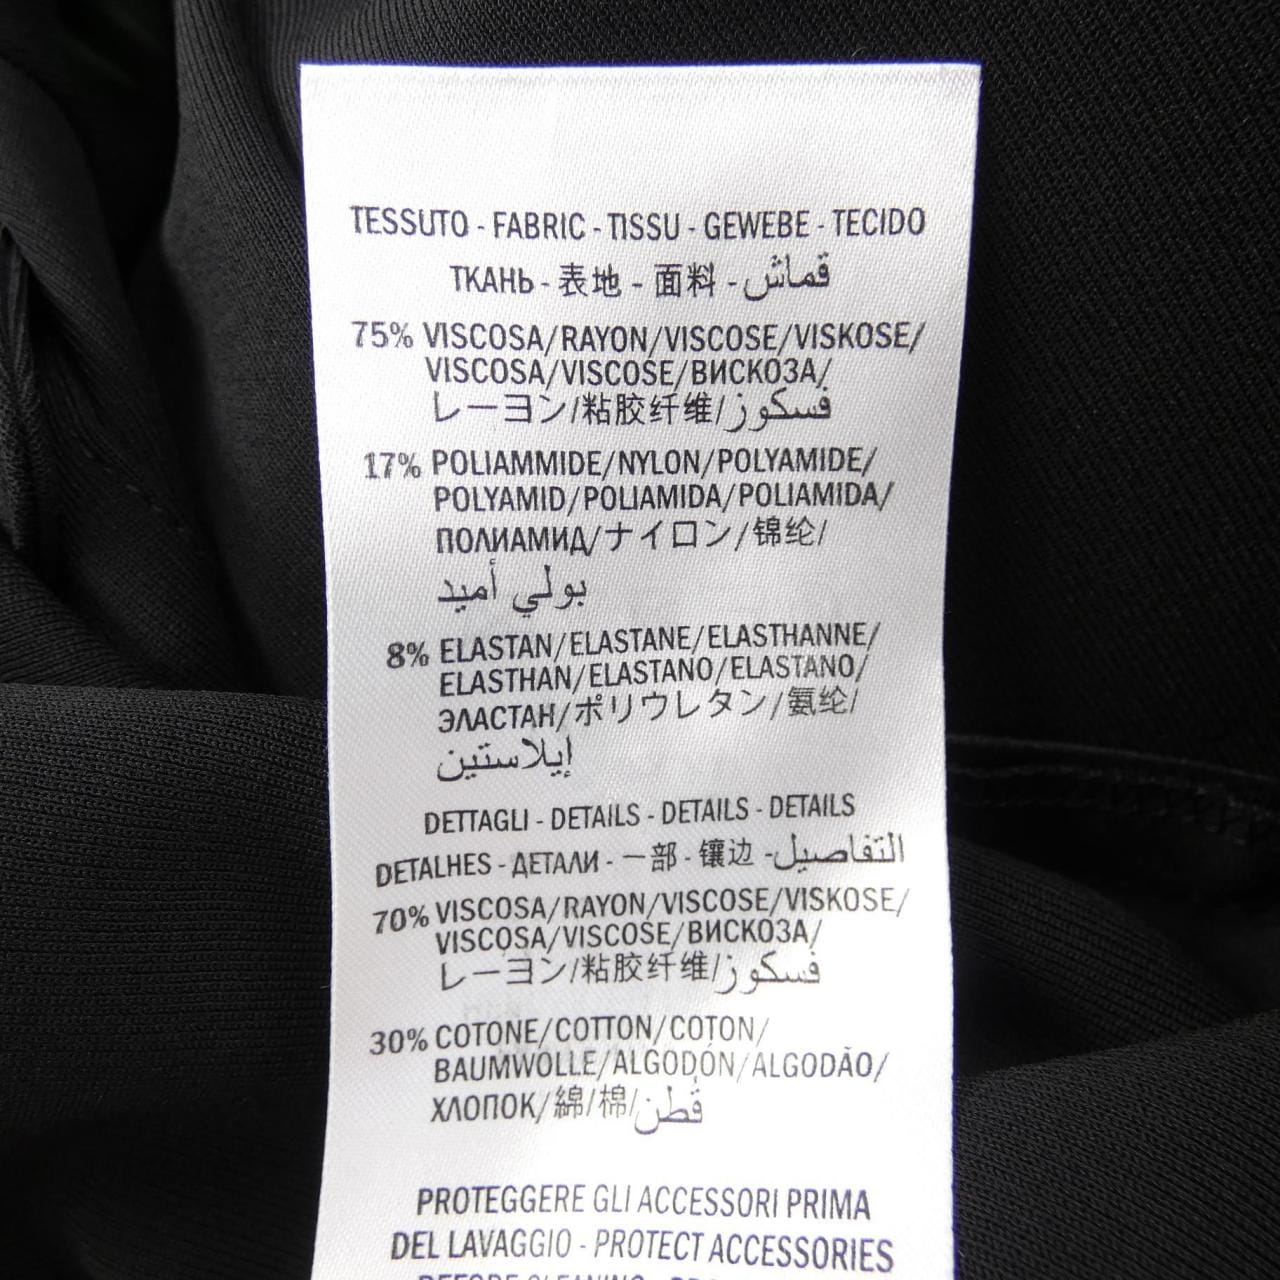 TESSUTO - FABRIC - TISSU - GEWEBE - TECIDO
ТКАНЬ - 表地 - 面料 - قماش
75% VISCOSA/RAYON/VISCOSE/VISKOSE/
VISCOSA/VISCOSE/ВИСКОЗА/
レーヨン/粘胶纤维/فسكوز
17% POLIAMMIDE/NYLON/POLYAMIDE/
POLYAMID/POLIAMIDA/POLIAMIDA/
ПОЛИАМИД/ナイロン/锦纶/
بولي أميد
8% ELASTAN/ELASTANE/ELASTHANNE/
ELASTHAN/ELASTANO/ELASTANO/
ЭЛАСТАН/ポリウレタン/氨纶/
إيلاستين
DETTAGLI - DETAILS - DETAILS - DETAILS
DETALHES - ДЕТАЛИ - 一部 - 镶边 - التفاصيل
70% VISCOSA/RAYON/VISCOSE/VISKOSE/
VISCOSA/VISCOSE/ВИСКОЗА/
レーヨン/粘胶纤维/فسكوز
30% COTONE/COTTON/COTON/
BAUMWOLLE/ALGODÓN/ALGODÃO/
ХЛОПОК/綿/棉/قُطن
PROTEGGERE GLI ACCESSORI PRIMA
DEL LAVAGGIO - PROTECT ACCESSORIES
BEFORE CLEANING